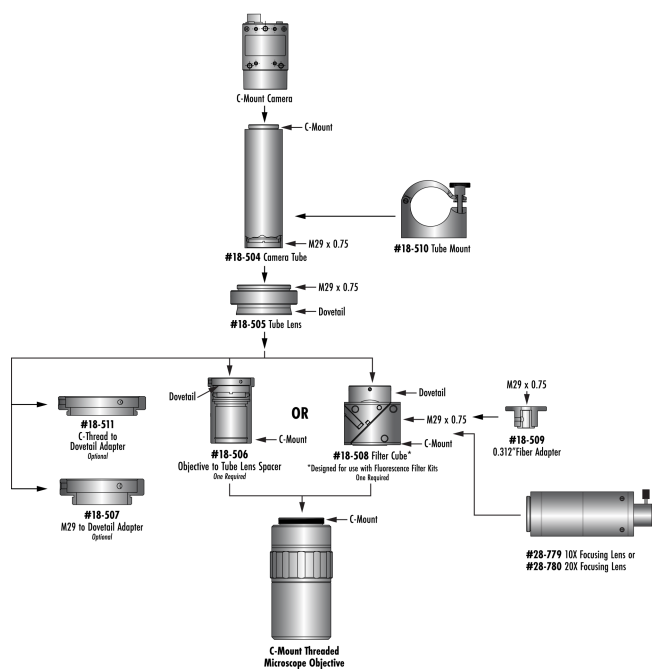 C-Mount Camera
C-Mount
M29 x 0.75
#18-504 Camera Tube
#18-510 Tube Mount
M29 x 0.75
Dovetail
#18-505 Tube Lens
#18-511
C-Thread to
Dovetail Adapter
Optional
#18-507
M29 to Dovetail Adapter
Optional
Dovetail
C-Mount
#18-506
Objective to Tube Lens Spacer
One Required
OR
Dovetail
M29 x 0.75
C-Mount
#18-508 Filter Cube*
*Designed for use with Fluorescence Filter Kits
One Required
M29 x 0.75
#18-509
0.312"Fiber Adapter
#28-779 10X Focusing Lens or
#28-780 20X Focusing Lens
C-Mount
C-Mount Threaded
Microscope Objective